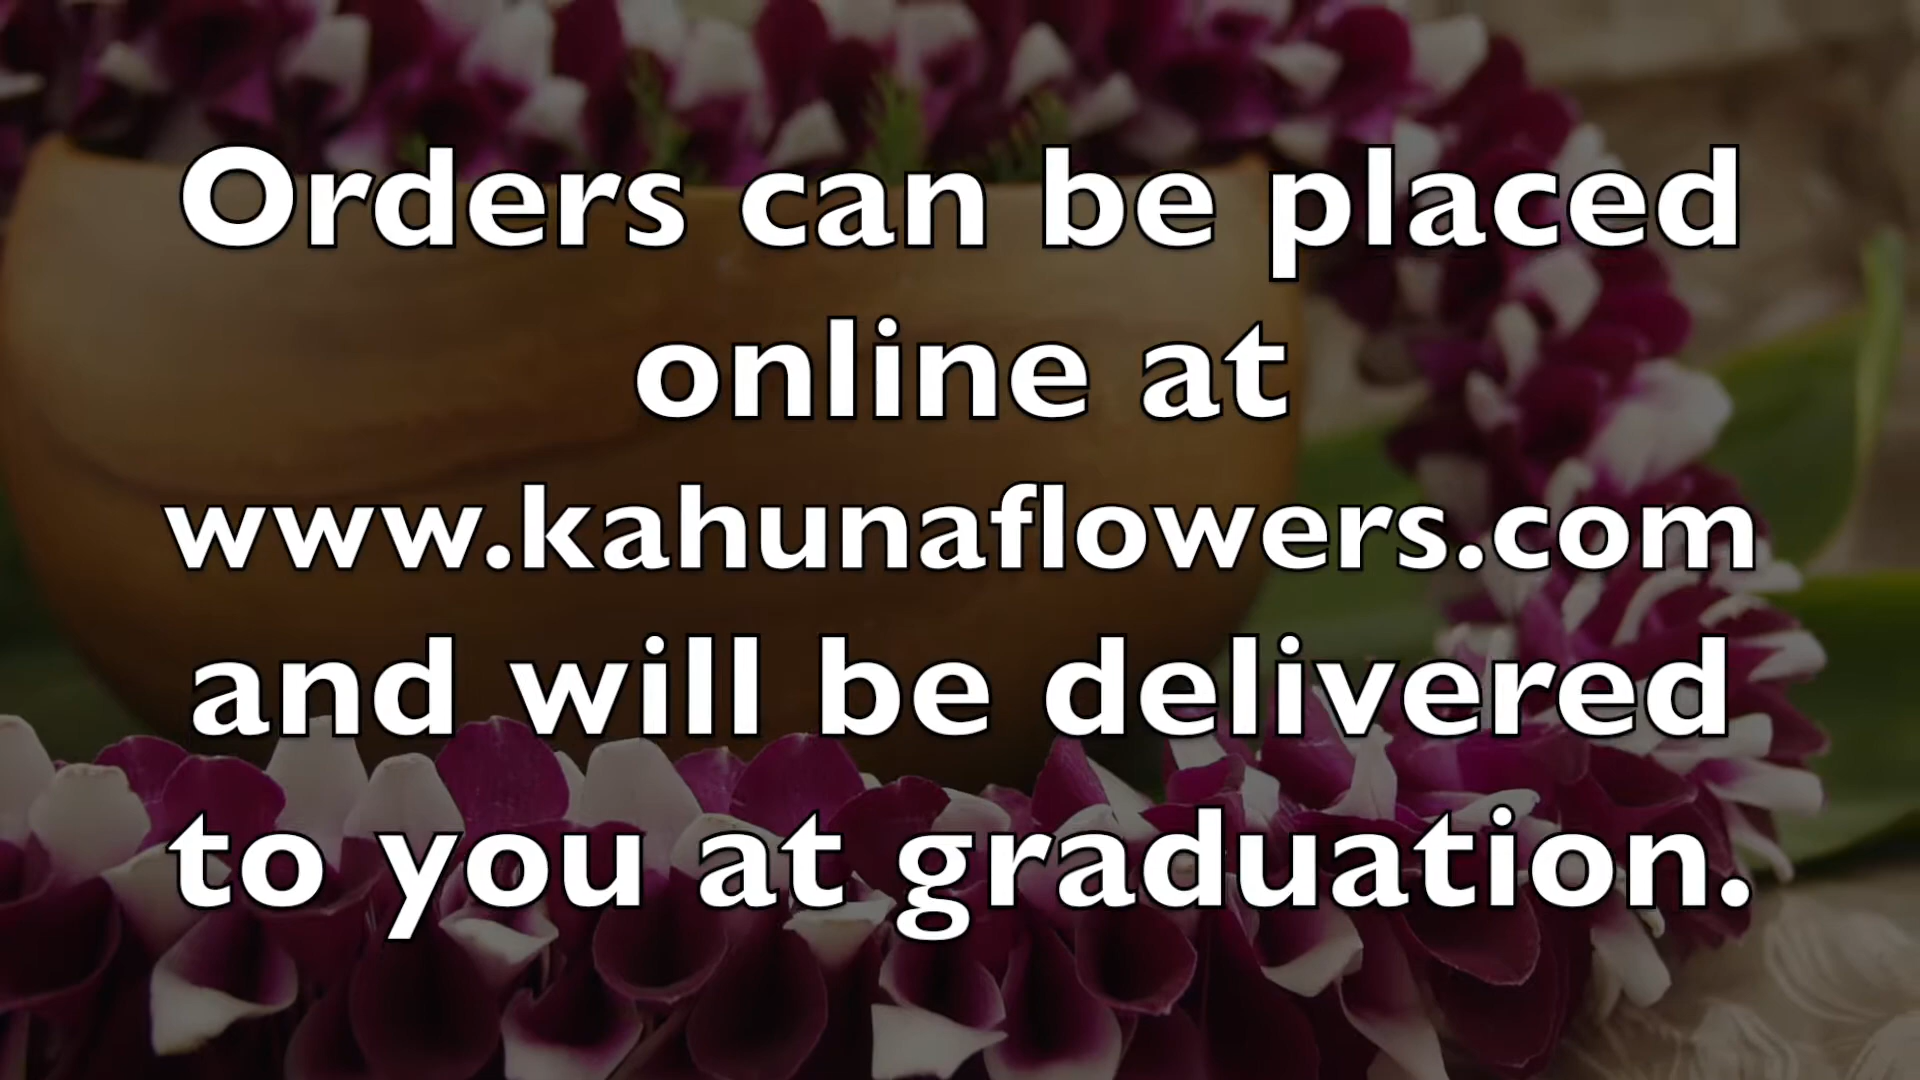 Orders can be placed
online at
www.kahunaflowers.com
and will be delivered
to you at graduation.